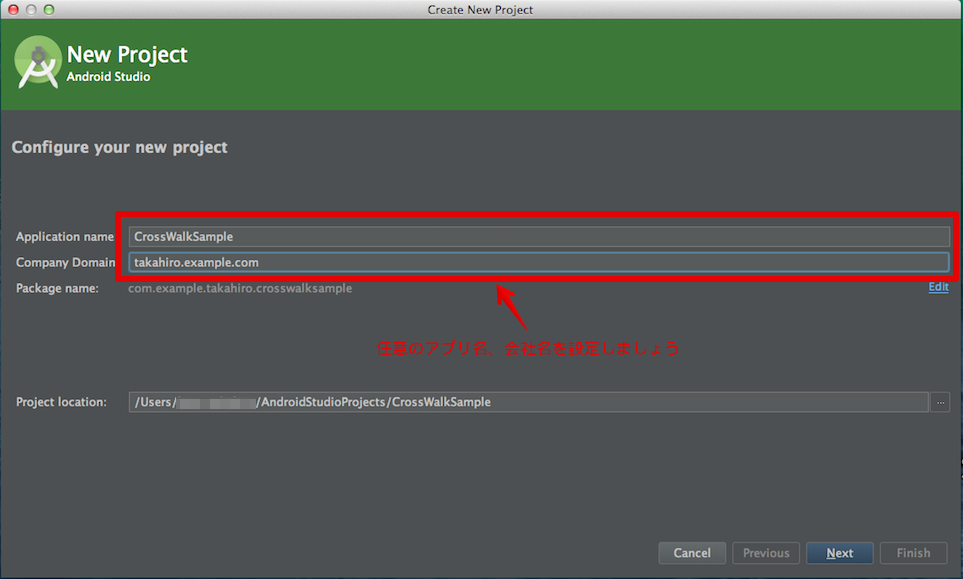 Create New Project
New Project
Android Studio
Configure your new project
Application name
CrossWalkSample
Company Domain
takahiro.example.com
Package name:
com.example.takahiro.crosswalksample
Edit
任意のアプリ名。会社名を設定しましょう
Project location:
/Users/ /AndroidStudioProjects/CrossWalkSample
...
Cancel
Previous
Next
Finish